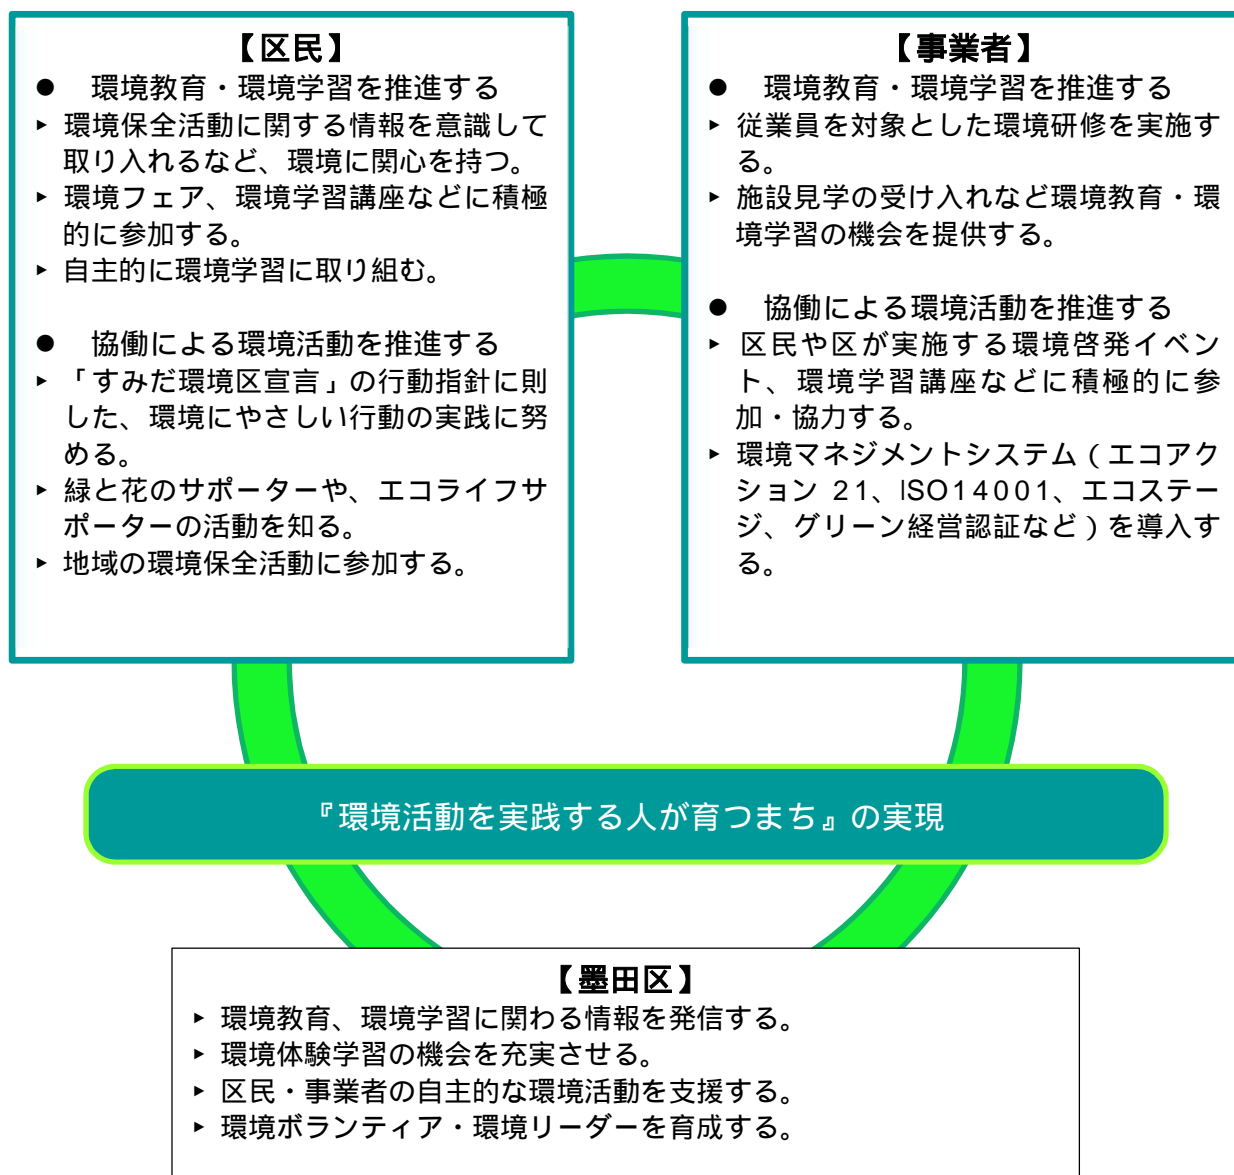 【区民】
● 環境教育・環境学習を推進する
▸ 環境保全活動に関する情報を意識して
取り入れるなど、環境に関心を持つ。
▸ 環境フェア、環境学習講座などに積極
的に参加する。
▸ 自主的に環境学習に取り組む。
● 協働による環境活動を推進する
▸ 「すみだ環境区宣言」の行動指針に則
した、環境にやさしい行動の実践に努
める。
▸ 緑と花のサポーターや、エコライフサ
ポーターの活動を知る。
▸ 地域の環境保全活動に参加する。
【事業者】
● 環境教育・環境学習を推進する
▸ 従業員を対象とした環境研修を実施す
る。
▸ 施設見学の受け入れなど環境教育・環
境学習の機会を提供する。
● 協働による環境活動を推進する
▸ 区民や区が実施する環境啓発イベン
ト、環境学習講座などに積極的に参
加・協力する。
▸ 環境マネジメントシステム（エコアク
ション 21、ISO14001、エコステー
ジ、グリーン経営認証など）を導入す
る。
『環境活動を実践する人が育つまち』の実現
【墨田区】
▸ 環境教育、環境学習に関わる情報を発信する。
▸ 環境体験学習の機会を充実させる。
▸ 区民・事業者の自主的な環境活動を支援する。
▸ 環境ボランティア・環境リーダーを育成する。